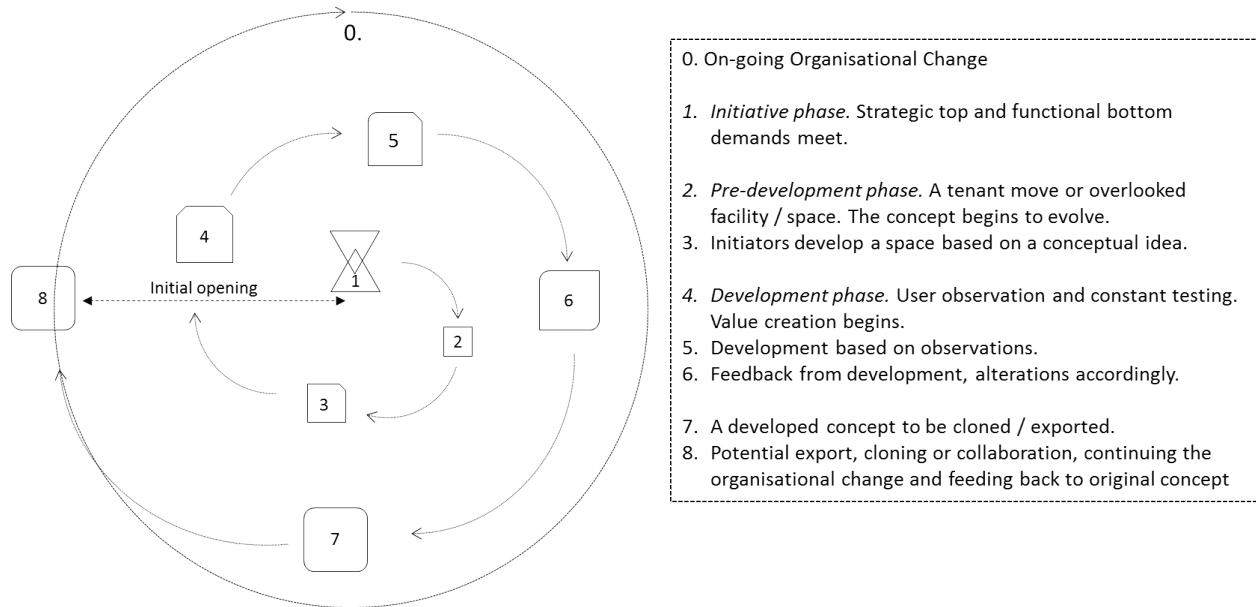 0.
5
4
1
Initial opening
8
6
2
3
7
0. On-going Organisational Change
1. Initiative phase. Strategic top and functional bottom
demands meet.
2. Pre-development phase. A tenant move or overlooked
facility / space. The concept begins to evolve.
3. Initiators develop a space based on a conceptual idea.
4. Development phase. User observation and constant testing.
Value creation begins.
5. Development based on observations.
6. Feedback from development, alterations accordingly.
7. A developed concept to be cloned / exported.
8. Potential export, cloning or collaboration, continuing the
organisational change and feeding back to original concept